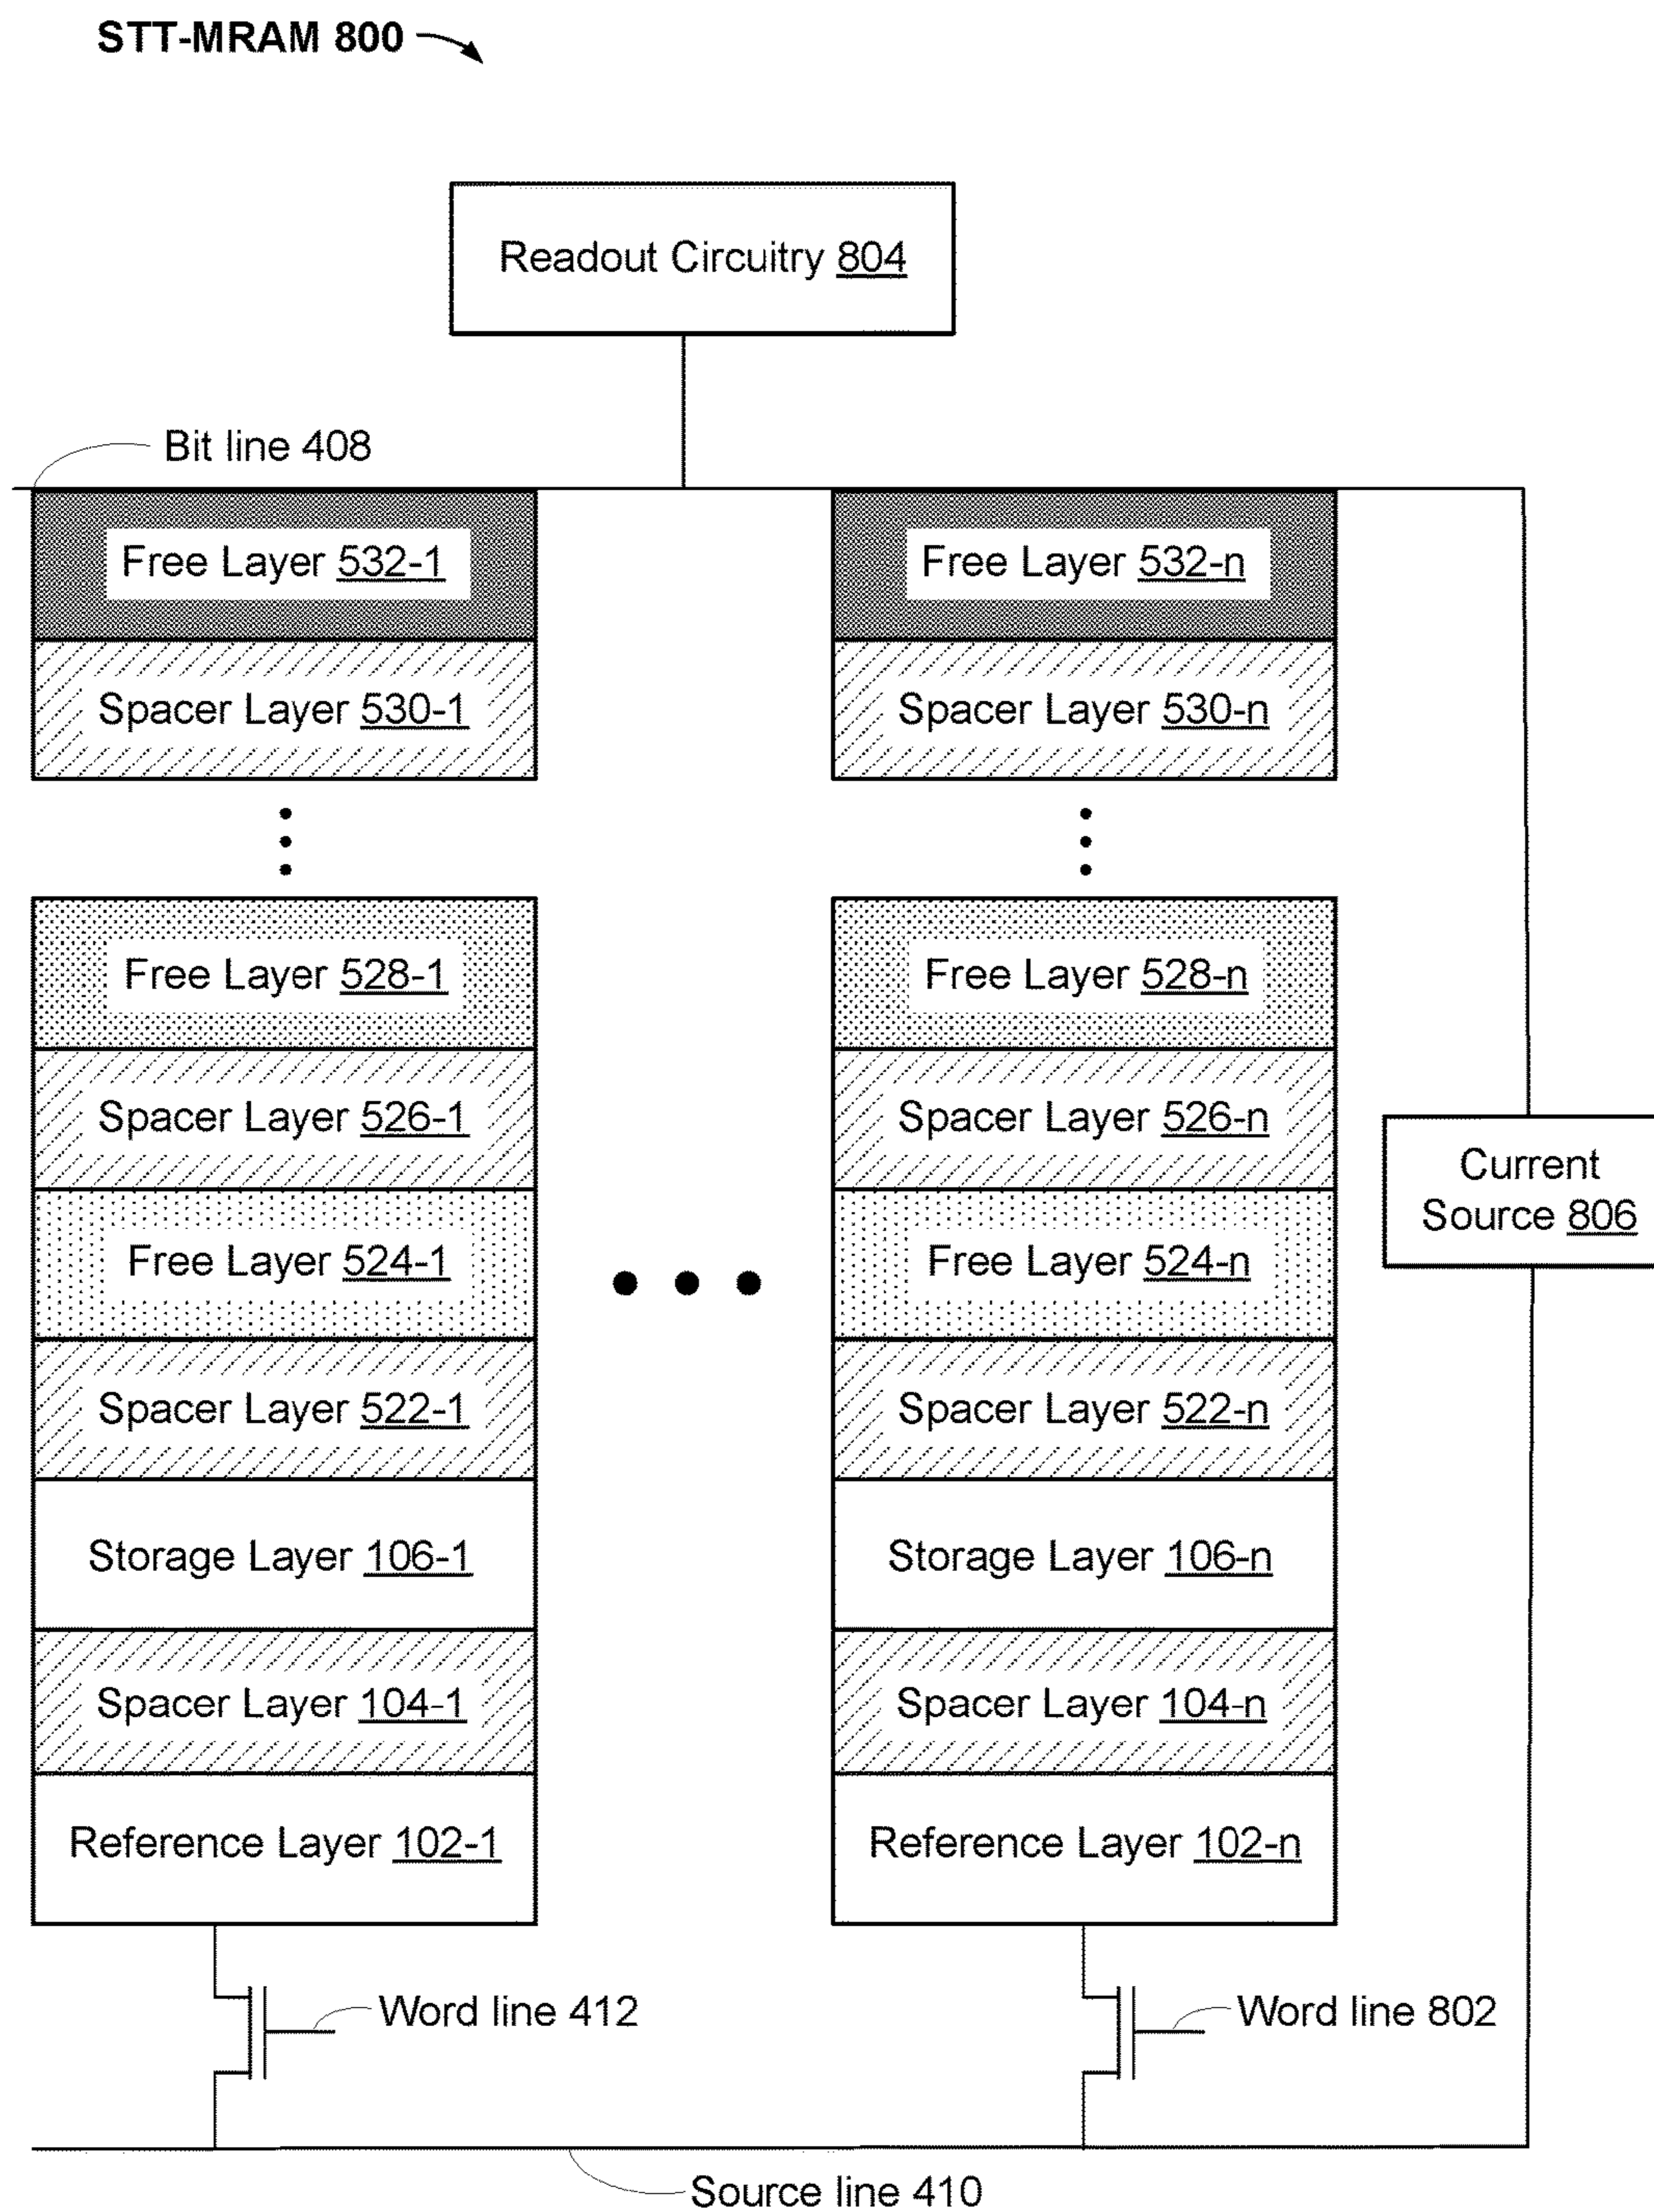 STT-MRAM 800
Readout Circuitry 804
Bit line 408
Free Layer 532-1
Free Layer 532-n
Spacer Layer 530-1
Spacer Layer 530-n
Free Layer 528-1
Free Layer 528-n
Spacer Layer 526-1
Spacer Layer 526-n
Current
Source 806
Free Layer 524-1
Free Layer 524-n
Spacer Layer 522-1
Spacer Layer 522-n
Storage Layer 106-1
Storage Layer 106-n
Spacer Layer 104-1
Spacer Layer 104-n
Reference Layer 102-1
Reference Layer 102-n
Word line 412
Word line 802
Source line 410